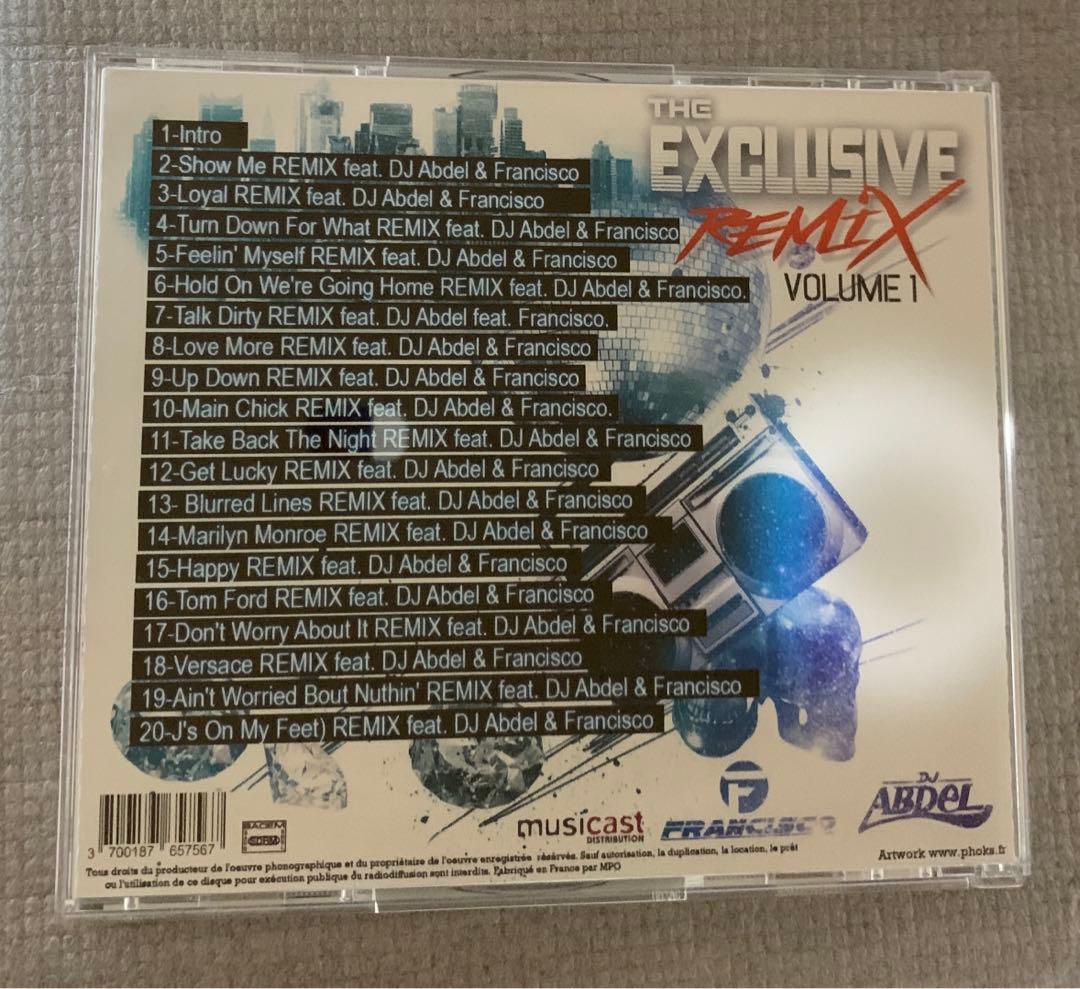 THE
EXCLUSIVE
REMIX
VOLUME 1
1-Intro
2-Show Me REMIX feat. DJ Abdel & Francisco
3-Loyal REMIX feat. DJ Abdel & Francisco
4-Turn Down For What REMIX feat. DJ Abdel & Francisco
5-Feelin' Myself REMIX feat. DJ Abdel & Francisco
6-Hold On We're Going Home REMIX feat. DJ Abdel & Francisco.
7-Talk Dirty REMIX feat. DJ Abdel feat. Francisco.
8-Love More REMIX feat. DJ Abdel & Francisco
9-Up Down REMIX feat. DJ Abdel & Francisco
10-Main Chick REMIX feat. DJ Abdel & Francisco.
11-Take Back The Night REMIX feat. DJ Abdel & Francisco
12-Get Lucky REMIX feat. DJ Abdel & Francisco
13- Blurred Lines REMIX feat. DJ Abdel & Francisco
14-Marilyn Monroe REMIX feat. DJ Abdel & Francisco
15-Happy REMIX feat. DJ Abdel & Francisco
16-Tom Ford REMIX feat. DJ Abdel & Francisco
17-Don't Worry About It REMIX feat. DJ Abdel & Francisco
18-Versace REMIX feat. DJ Abdel & Francisco
19-Ain't Worried Bout Nuthin' REMIX feat. DJ Abdel & Francisco
20-J's On My Feet) REMIX feat. DJ Abdel & Francisco
3 700187 657567
SACEM
SDRM
musicast
DISTRIBUTION
F
FRANCISCO
DJ
ABDEL
Tous droits du producteur de l'oeuvre phonographique et du propriétaire de l'oeuvre enregistrée réservés. Sauf autorisation, la duplication, la location, le prêt
ou l'utilisation de ce disque pour exécution publique du radiodiffusion sont interdits. Fabriqué en France par MPO
Artwork www.phoks.fr